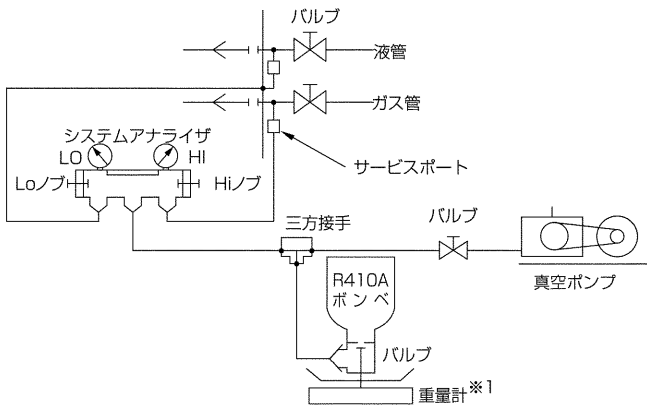 バルブ
液管
ガス管
システムアナライザ
LO
HI
Loノブ
Hiノブ
サービスポート
三方接手
バルブ
真空ポンプ
R410A
ボンベ
バルブ
重量計※1